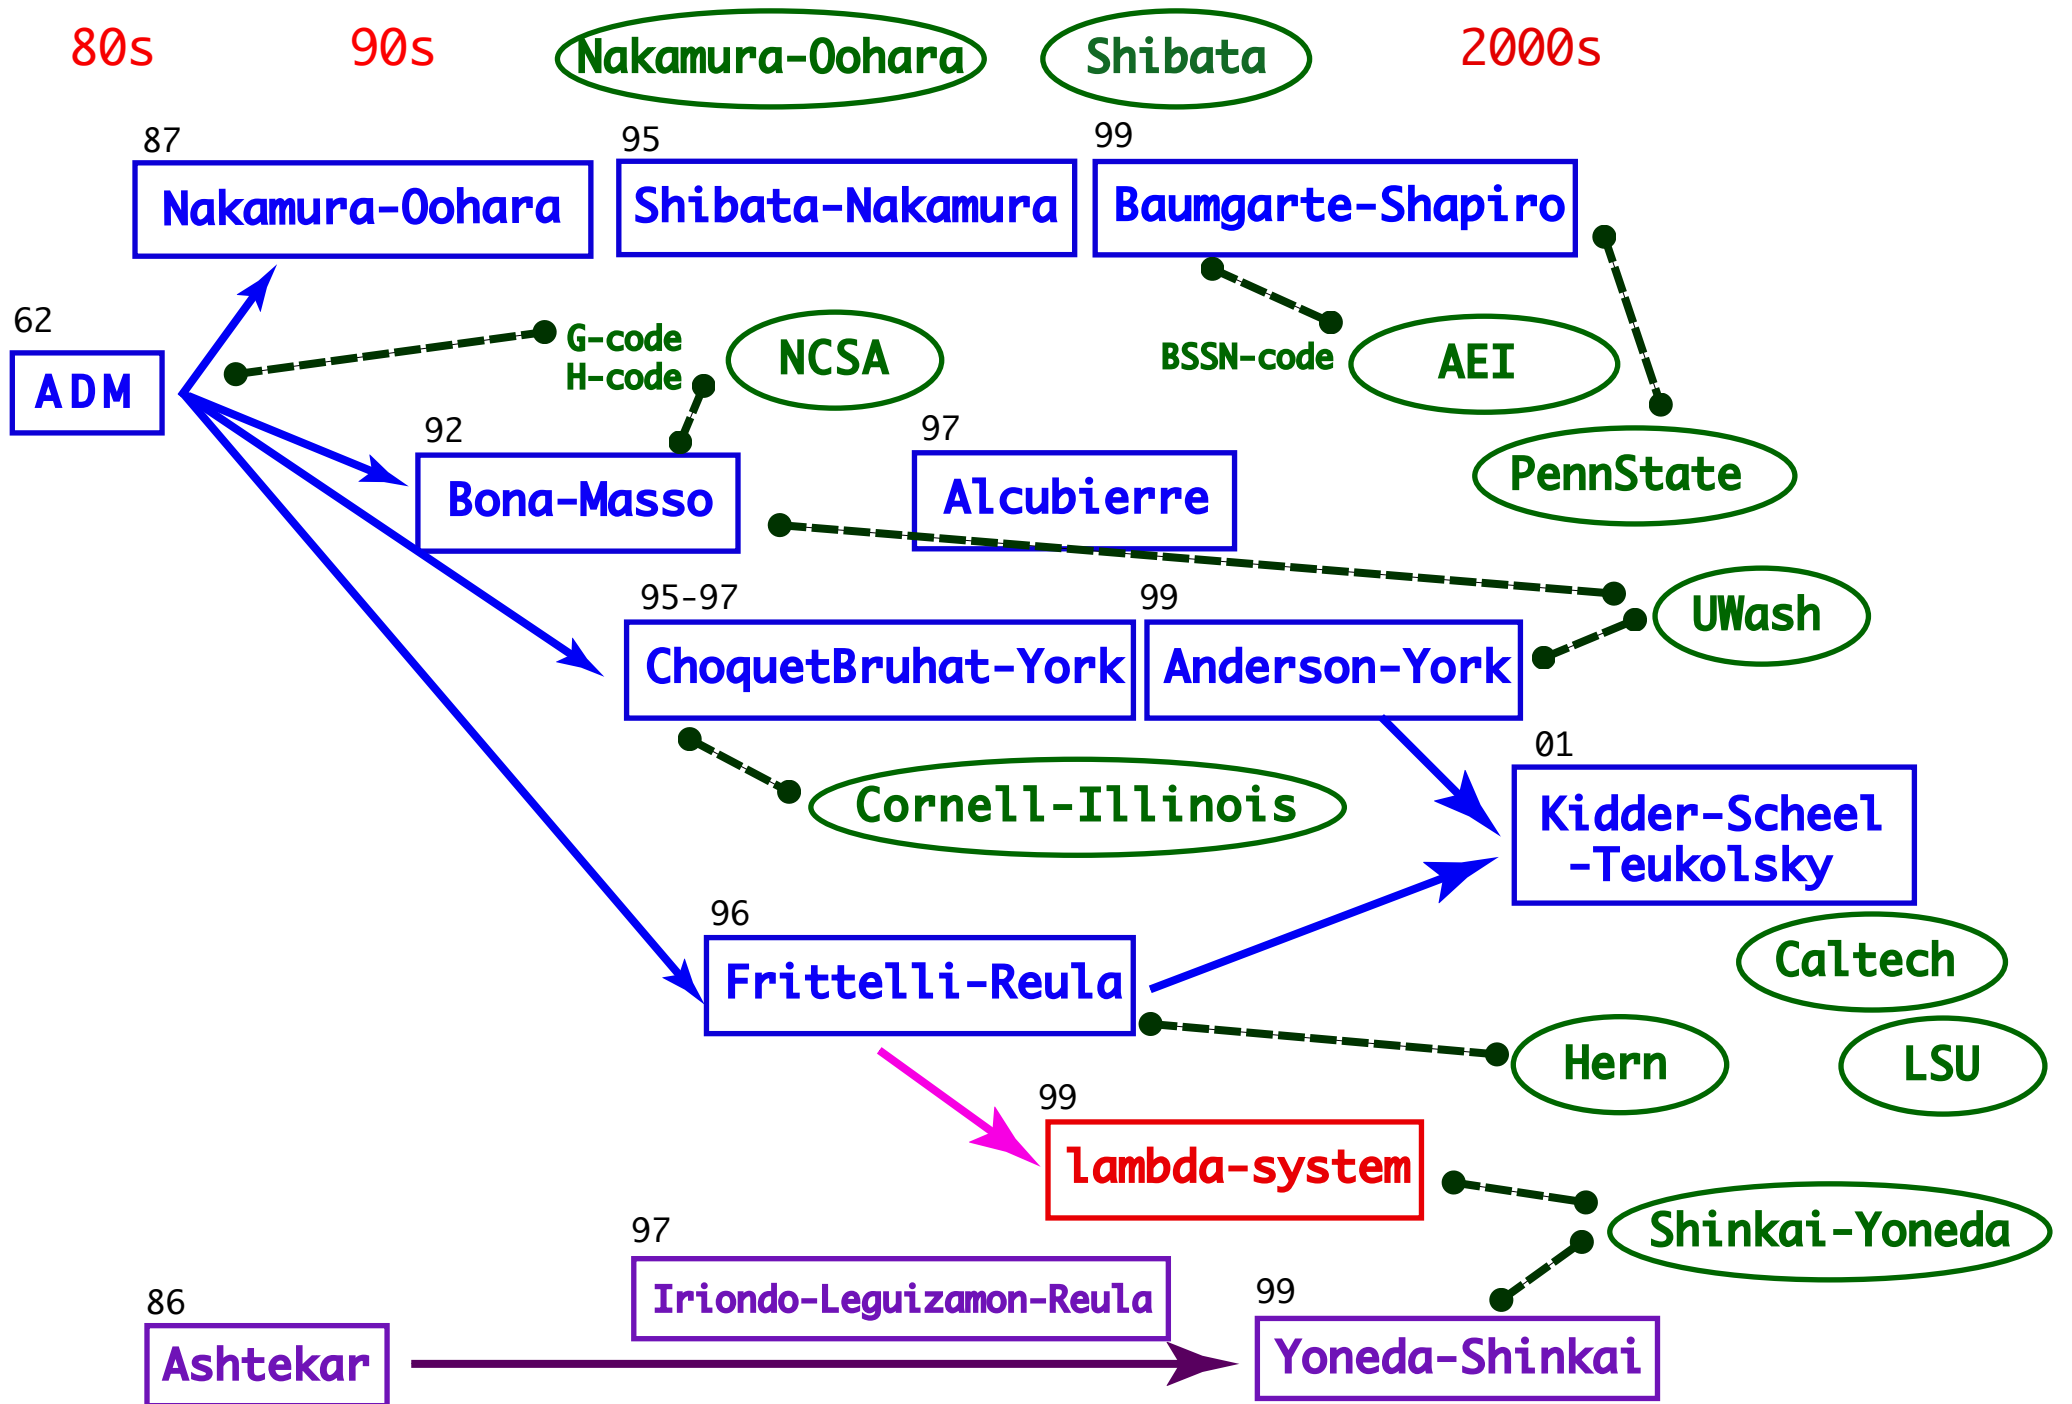 80s
90s
Nakamura-Oohara
Shibata
2000s
87
95
99
Nakamura-Oohara
Shibata-Nakamura
Baumgarte-Shapiro
62
ADM
G-code
H-code
NCSA
BSSN-code
AEI
92
97
Bona-Masso
Alcubierre
PennState
95-97
99
UWash
ChoquetBruhat-York
Anderson-York
01
Cornell-Illinois
Kidder-Scheel
-Teukolsky
96
Frittelli-Reula
Caltech
Hern
LSU
99
lambda-system
97
Shinkai-Yoneda
Iriondo-Leguizamon-Reula
86
99
Ashtekar
Yoneda-Shinkai